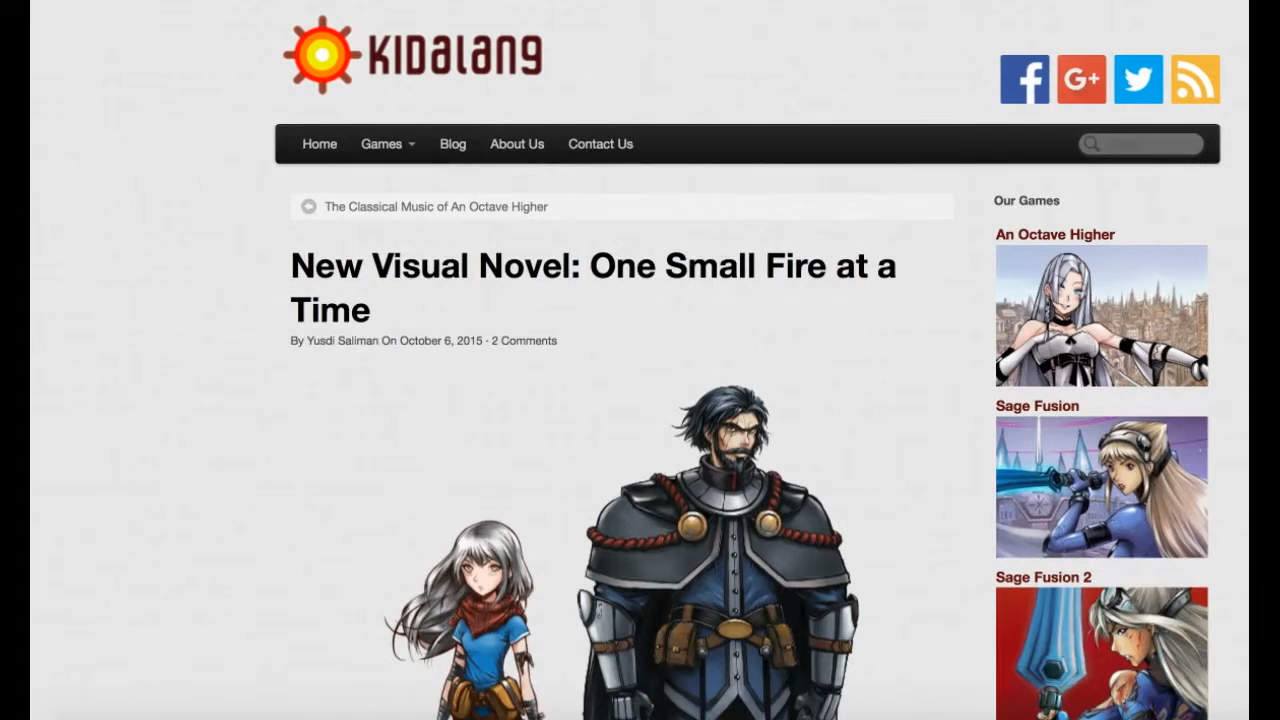 KIDALANG
f
G+
Home Games Blog About Us Contact Us
The Classical Music of An Octave Higher
New Visual Novel: One Small Fire at a
Time
By Yusdi Saliman On October 6, 2015 · 2 Comments
Our Games
An Octave Higher
Sage Fusion
Sage Fusion 2